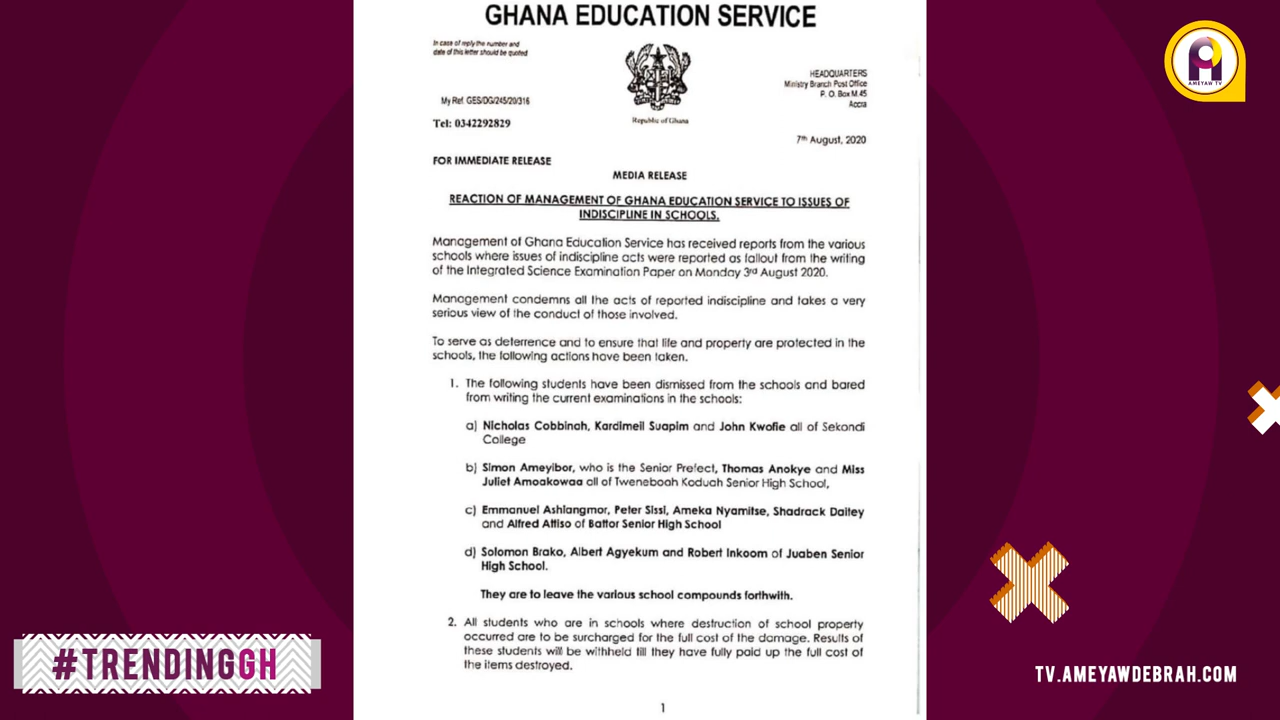 GHANA EDUCATION SERVICE
In case of reply the number and
date of this letter should be quoted
My Ref. GES/DG/245/20/316
Tel: 0342292829
Republic of Ghana
HEADQUARTERS
Ministry Branch Post Office
P. O. Box M.45
Accra
7th August, 2020
FOR IMMEDIATE RELEASE
MEDIA RELEASE
REACTION OF MANAGEMENT OF GHANA EDUCATION SERVICE TO ISSUES OF
INDISCIPLINE IN SCHOOLS.
Management of Ghana Education Service has received reports from the various
schools where issues of indiscipline acts were reported as fallout from the writing
of the Integrated Science Examination Paper on Monday 3rd August 2020.
Management condemns all the acts of reported indiscipline and takes a very
serious view of the conduct of those involved.
To serve as deterrence and to ensure that life and property are protected in the
schools, the following actions have been taken.
1. The following students have been dismissed from the schools and bared
from writing the current examinations in the schools:
a) Nicholas Cobbinah, Kardimeil Suapim and John Kwofie all of Sekondi
College
b) Simon Ameyibor, who is the Senior Prefect, Thomas Anokye and Miss
Juliet Amoakowaa all of Tweneboah Koduah Senior High School,
c) Emmanuel Ashiangmor, Peter Sissi, Ameka Nyamitse, Shadrack Dailey
and Alfred Attiso of Battor Senior High School
d) Solomon Brako, Albert Agyekum and Robert Inkoom of Juaben Senior
High School.
They are to leave the various school compounds forthwith.
2. All students who are in schools where destruction of school property
occurred are to be surcharged for the full cost of the damage. Results of
these students will be withheld till they have fully paid up the full cost of
the items destroyed.
1
AMEYAW TV
#TRENDINGGH
TV.AMEYAWDEBRAH.COM